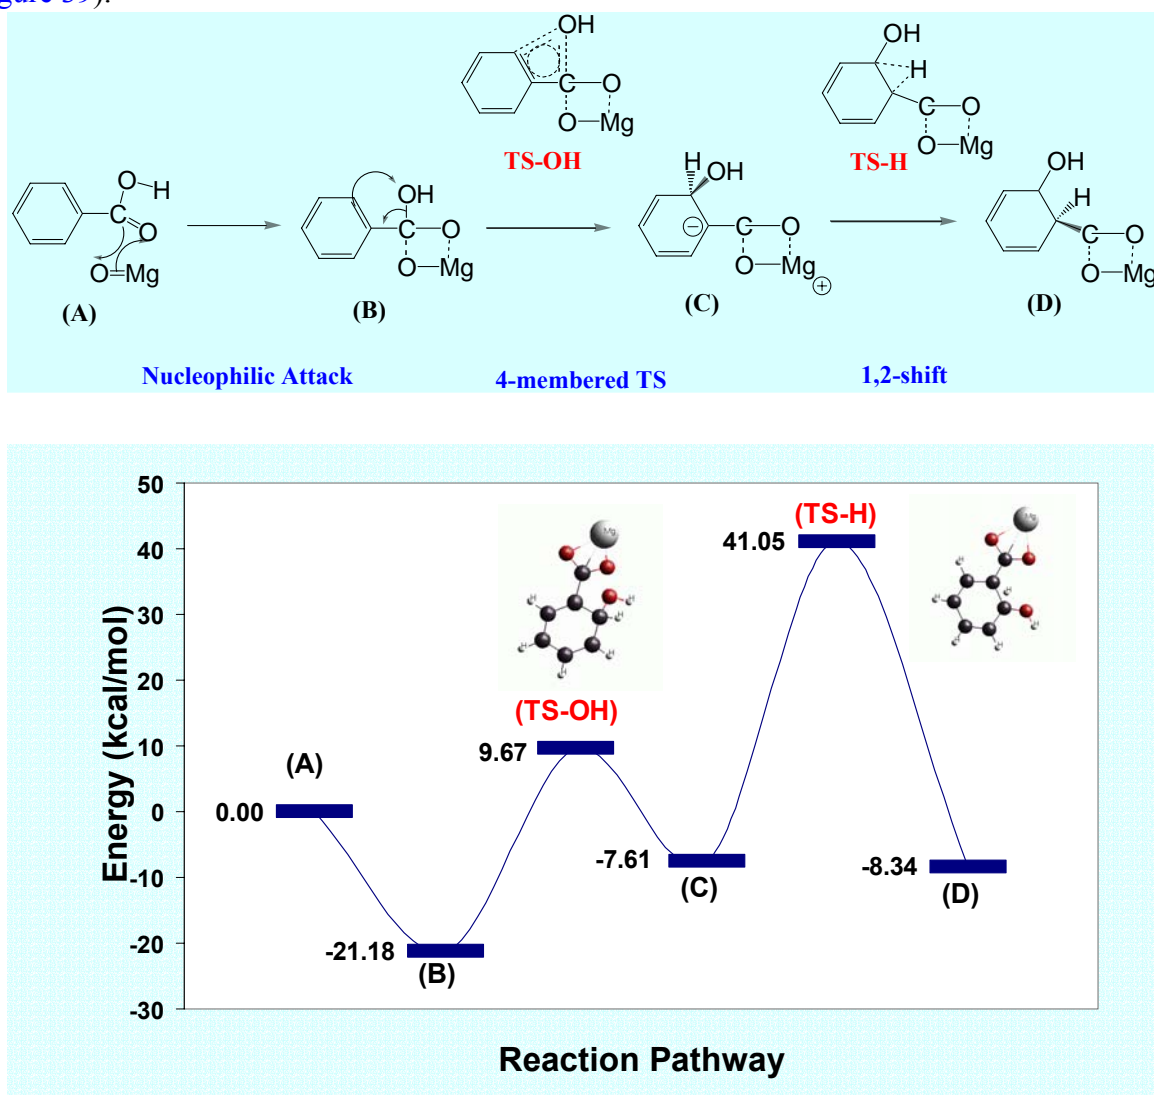 gure 39).
OH
C
O
O
Mg
TS-OH
OH
H
C
O
O
Mg
TS-H
O
H
C
O
O
Mg
(A)
OH
C
O
O
Mg
(B)
H
OH
C
O
O
Mg
(C)
OH
H
C
O
O
Mg
(D)
Nucleophilic Attack
4-membered TS
1,2-shift
Energy (kcal/mol)
50
40
30
20
10
0
-10
-20
-30
(A)
0.00
-21.18
(B)
(TS-OH)
9.67
-7.61
(C)
(TS-H)
41.05
-8.34
(D)
Reaction Pathway